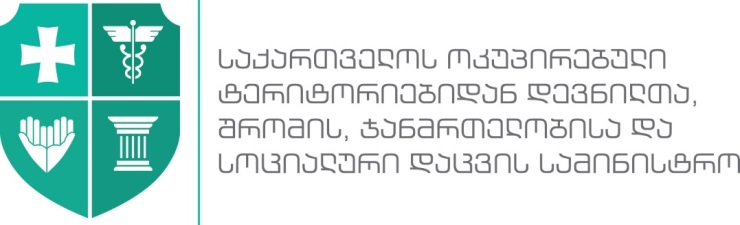 საქართველოს ოკუპირებული
ტერიტორიებიდან დევნილთა,
შრომის, ჯანმრთელობისა და
სოციალური დაცვის სამინისტრო